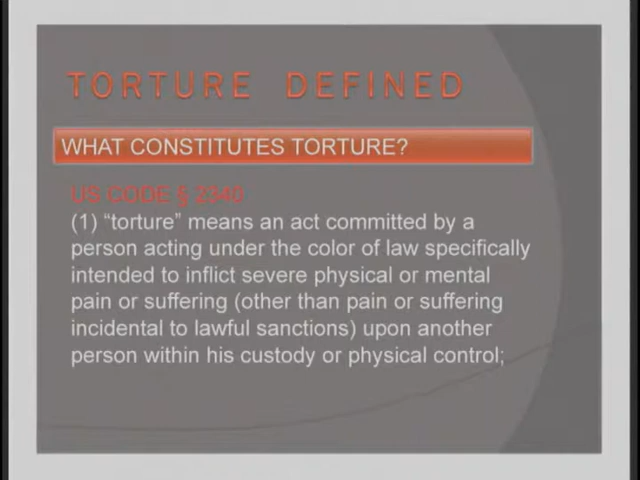 TORTURE DEFINED
WHAT CONSTITUTES TORTURE?
US CODE § 2340
(1) “torture” means an act committed by a
person acting under the color of law specifically
intended to inflict severe physical or mental
pain or suffering (other than pain or suffering
incidental to lawful sanctions) upon another
person within his custody or physical control;